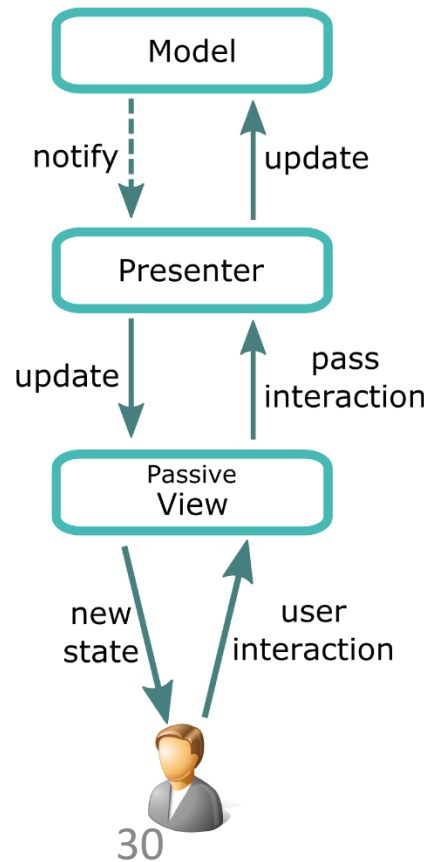 Model
notify
update
Presenter
update
pass
interaction
Passive
View
new
state
user
interaction
30